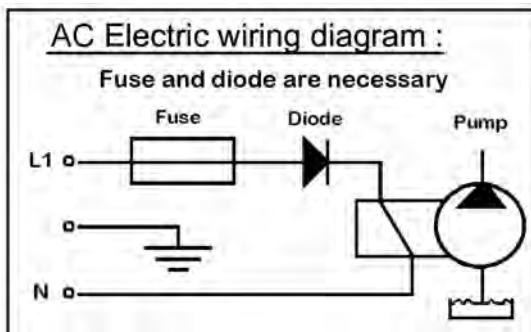 AC Electric wiring diagram :
Fuse and diode are necessary
Fuse Diode Pump
L1
N